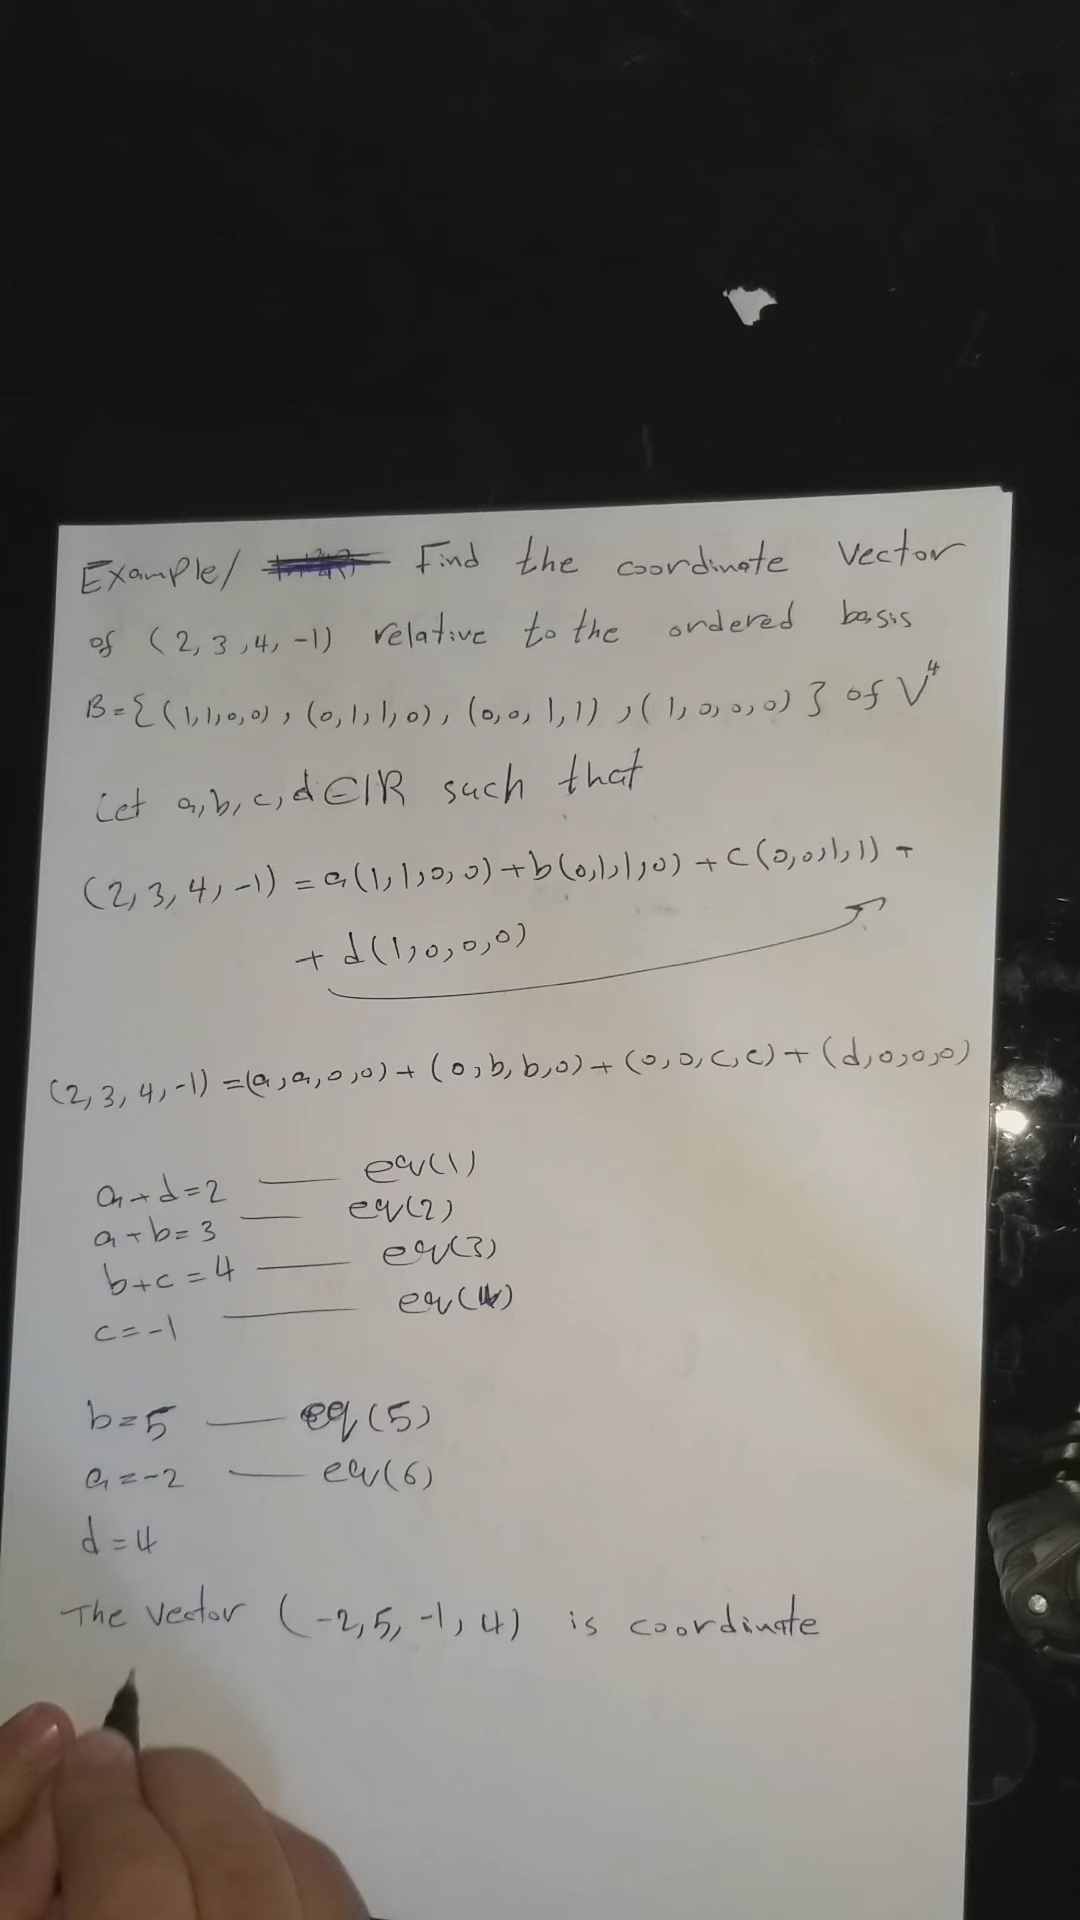 Example/ Find the coordinate vector
of (2,3,4,-1) relative to the ordered basis
B={(1,1,0,0), (0,1,1,0), (0,0,1,1), (1,0,0,0)} of V⁴
Let a,b,c,d∈IR such that
(2,3,4,-1) = a(1,1,0,0)+b(0,1,1,0)+c(0,0,1,1)+
+ d(1,0,0,0)
(2,3,4,-1)=(a,a,0,0)+(0,b,b,0)+(0,0,c,c)+(d,0,0,0)
a+d=2 — eq(1)
a+b=3 — eq(2)
b+c=4 — eq(3)
c=-1 — eq(4)
b=5 — eq(5)
a=-2 — eq(6)
d=4
The vector (-2,5,-1,4) is coordinate